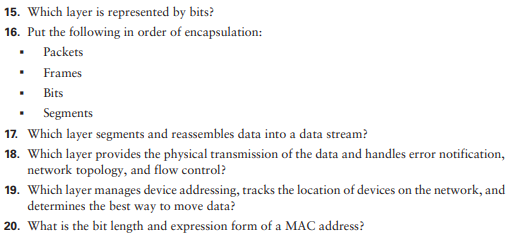 15. Which layer is represented by bits?
16. Put the following in order of encapsulation:
▪ Packets
▪ Frames
▪ Bits
▪ Segments
17. Which layer segments and reassembles data into a data stream?
18. Which layer provides the physical transmission of the data and handles error notification,
network topology, and flow control?
19. Which layer manages device addressing, tracks the location of devices on the network, and
determines the best way to move data?
20. What is the bit length and expression form of a MAC address?